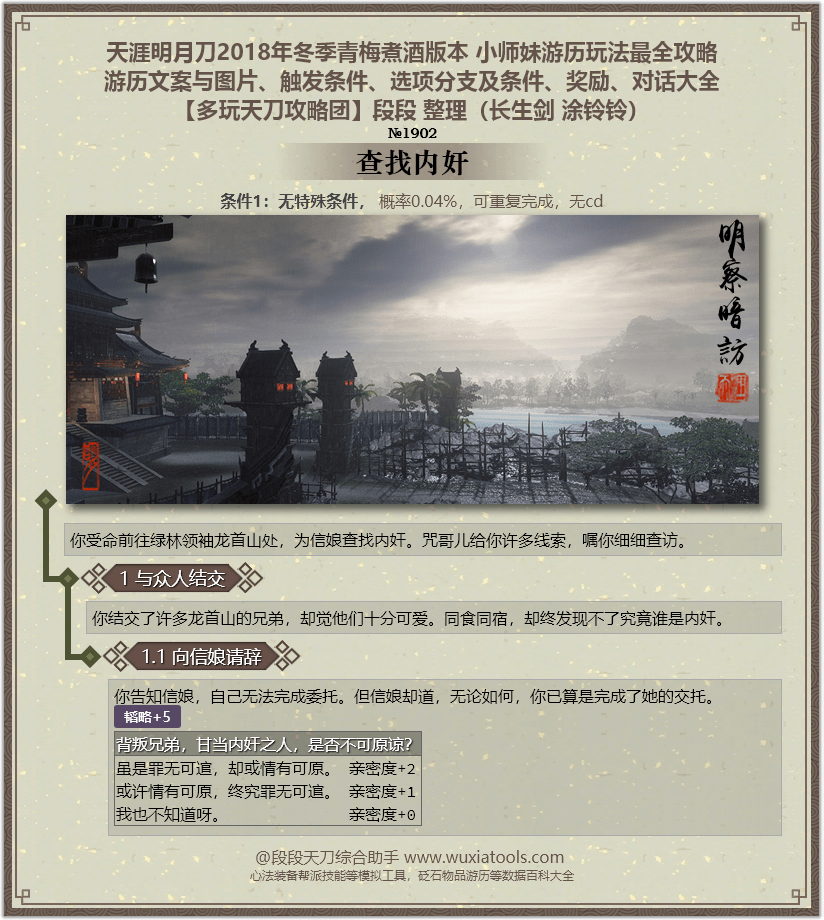 天涯明月刀2018年冬季青梅煮酒版本 小师妹游历玩法最全攻略
游历文案与图片、触发条件、选项分支及条件、奖励、对话大全
【多玩天刀攻略团】段段 整理（长生剑 涂铃铃）
№1902
查找内奸
条件1：无特殊条件， 概率0.04%，可重复完成，无cd
明察暗訪
你受命前往绿林领袖龙首山处，为信娘查找内奸。咒哥儿给你许多线索，嘱你细细查访。
1 与众人结交
你结交了许多龙首山的兄弟，却觉他们十分可爱。同食同宿，却终发现不了究竟谁是内奸。
1.1 向信娘请辞
你告知信娘，自己无法完成委托。但信娘却道，无论如何，你已算是完成了她的交托。
韬略+5
背叛兄弟，甘当内奸之人，是否不可原谅？
虽是罪无可逭，却或情有可原。 亲密度+2
或许情有可原，终究罪无可逭。 亲密度+1
我也不知道呀。 亲密度+0
@段段天刀综合助手 www.wuxiatools.com
心法装备帮派技能等模拟工具，砭石物品游历等数据百科大全